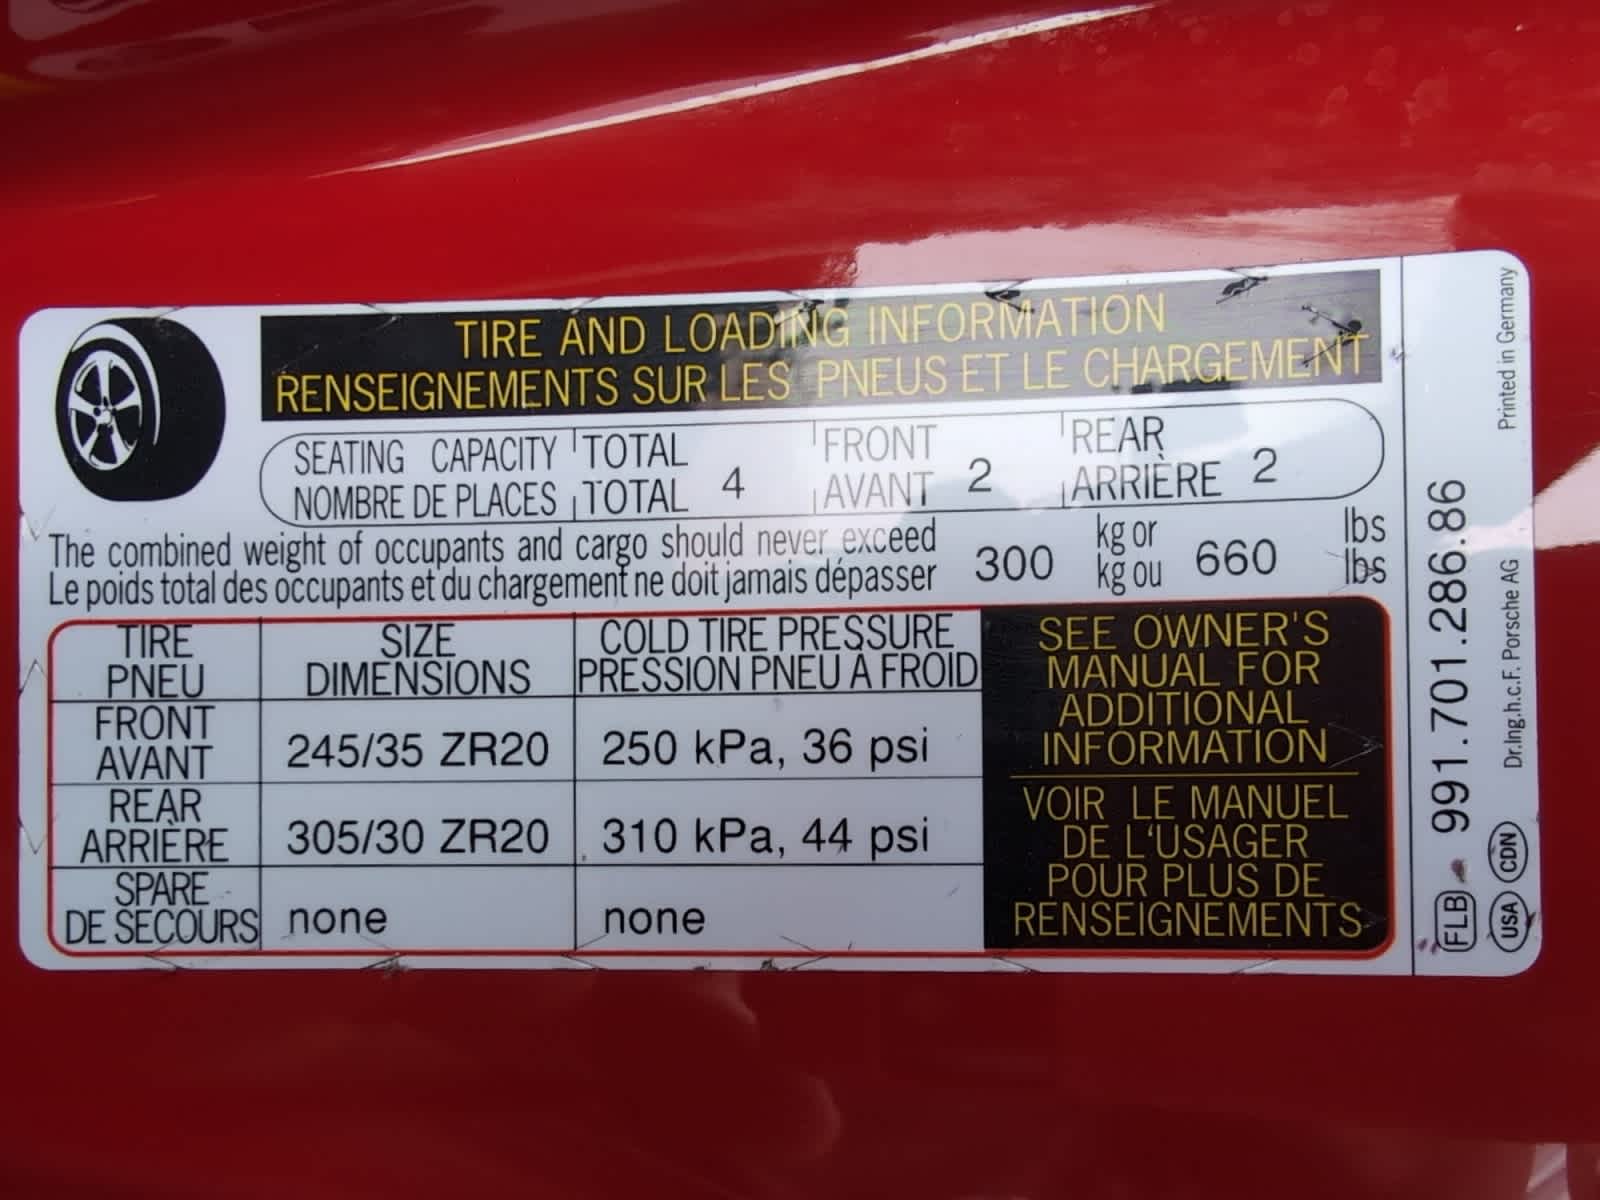 TIRE AND LOADING INFORMATION
RENSEIGNEMENTS SUR LES PNEUS ET LE CHARGEMENT
SEATING CAPACITY TOTAL FRONT REAR
NOMBRE DE PLACES TOTAL 4 AVANT 2 ARRIÈRE 2
The combined weight of occupants and cargo should never exceed 300 kg or 660 lbs
Le poids total des occupants et du chargement ne doit jamais dépasser kg ou lbs
TIRE SIZE COLD TIRE PRESSURE
PNEU DIMENSIONS PRESSION PNEU À FROID
FRONT
AVANT 245/35 ZR20 250 kPa, 36 psi
REAR
ARRIÈRE 305/30 ZR20 310 kPa, 44 psi
SPARE
DE SECOURS none none
SEE OWNER'S
MANUAL FOR
ADDITIONAL
INFORMATION
VOIR LE MANUEL
DE L'USAGER
POUR PLUS DE
RENSEIGNEMENTS
FLB 991.701.286.86
USA CDN Dr.Ing.h.c.F. Porsche AG Printed in Germany